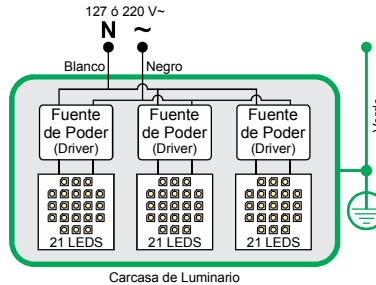 127 ó 220 V~
N ~
Blanco Negro
Verde
Fuente de Poder (Driver)
Fuente de Poder (Driver)
Fuente de Poder (Driver)
21 LEDS 21 LEDS 21 LEDS
Carcasa de Luminario